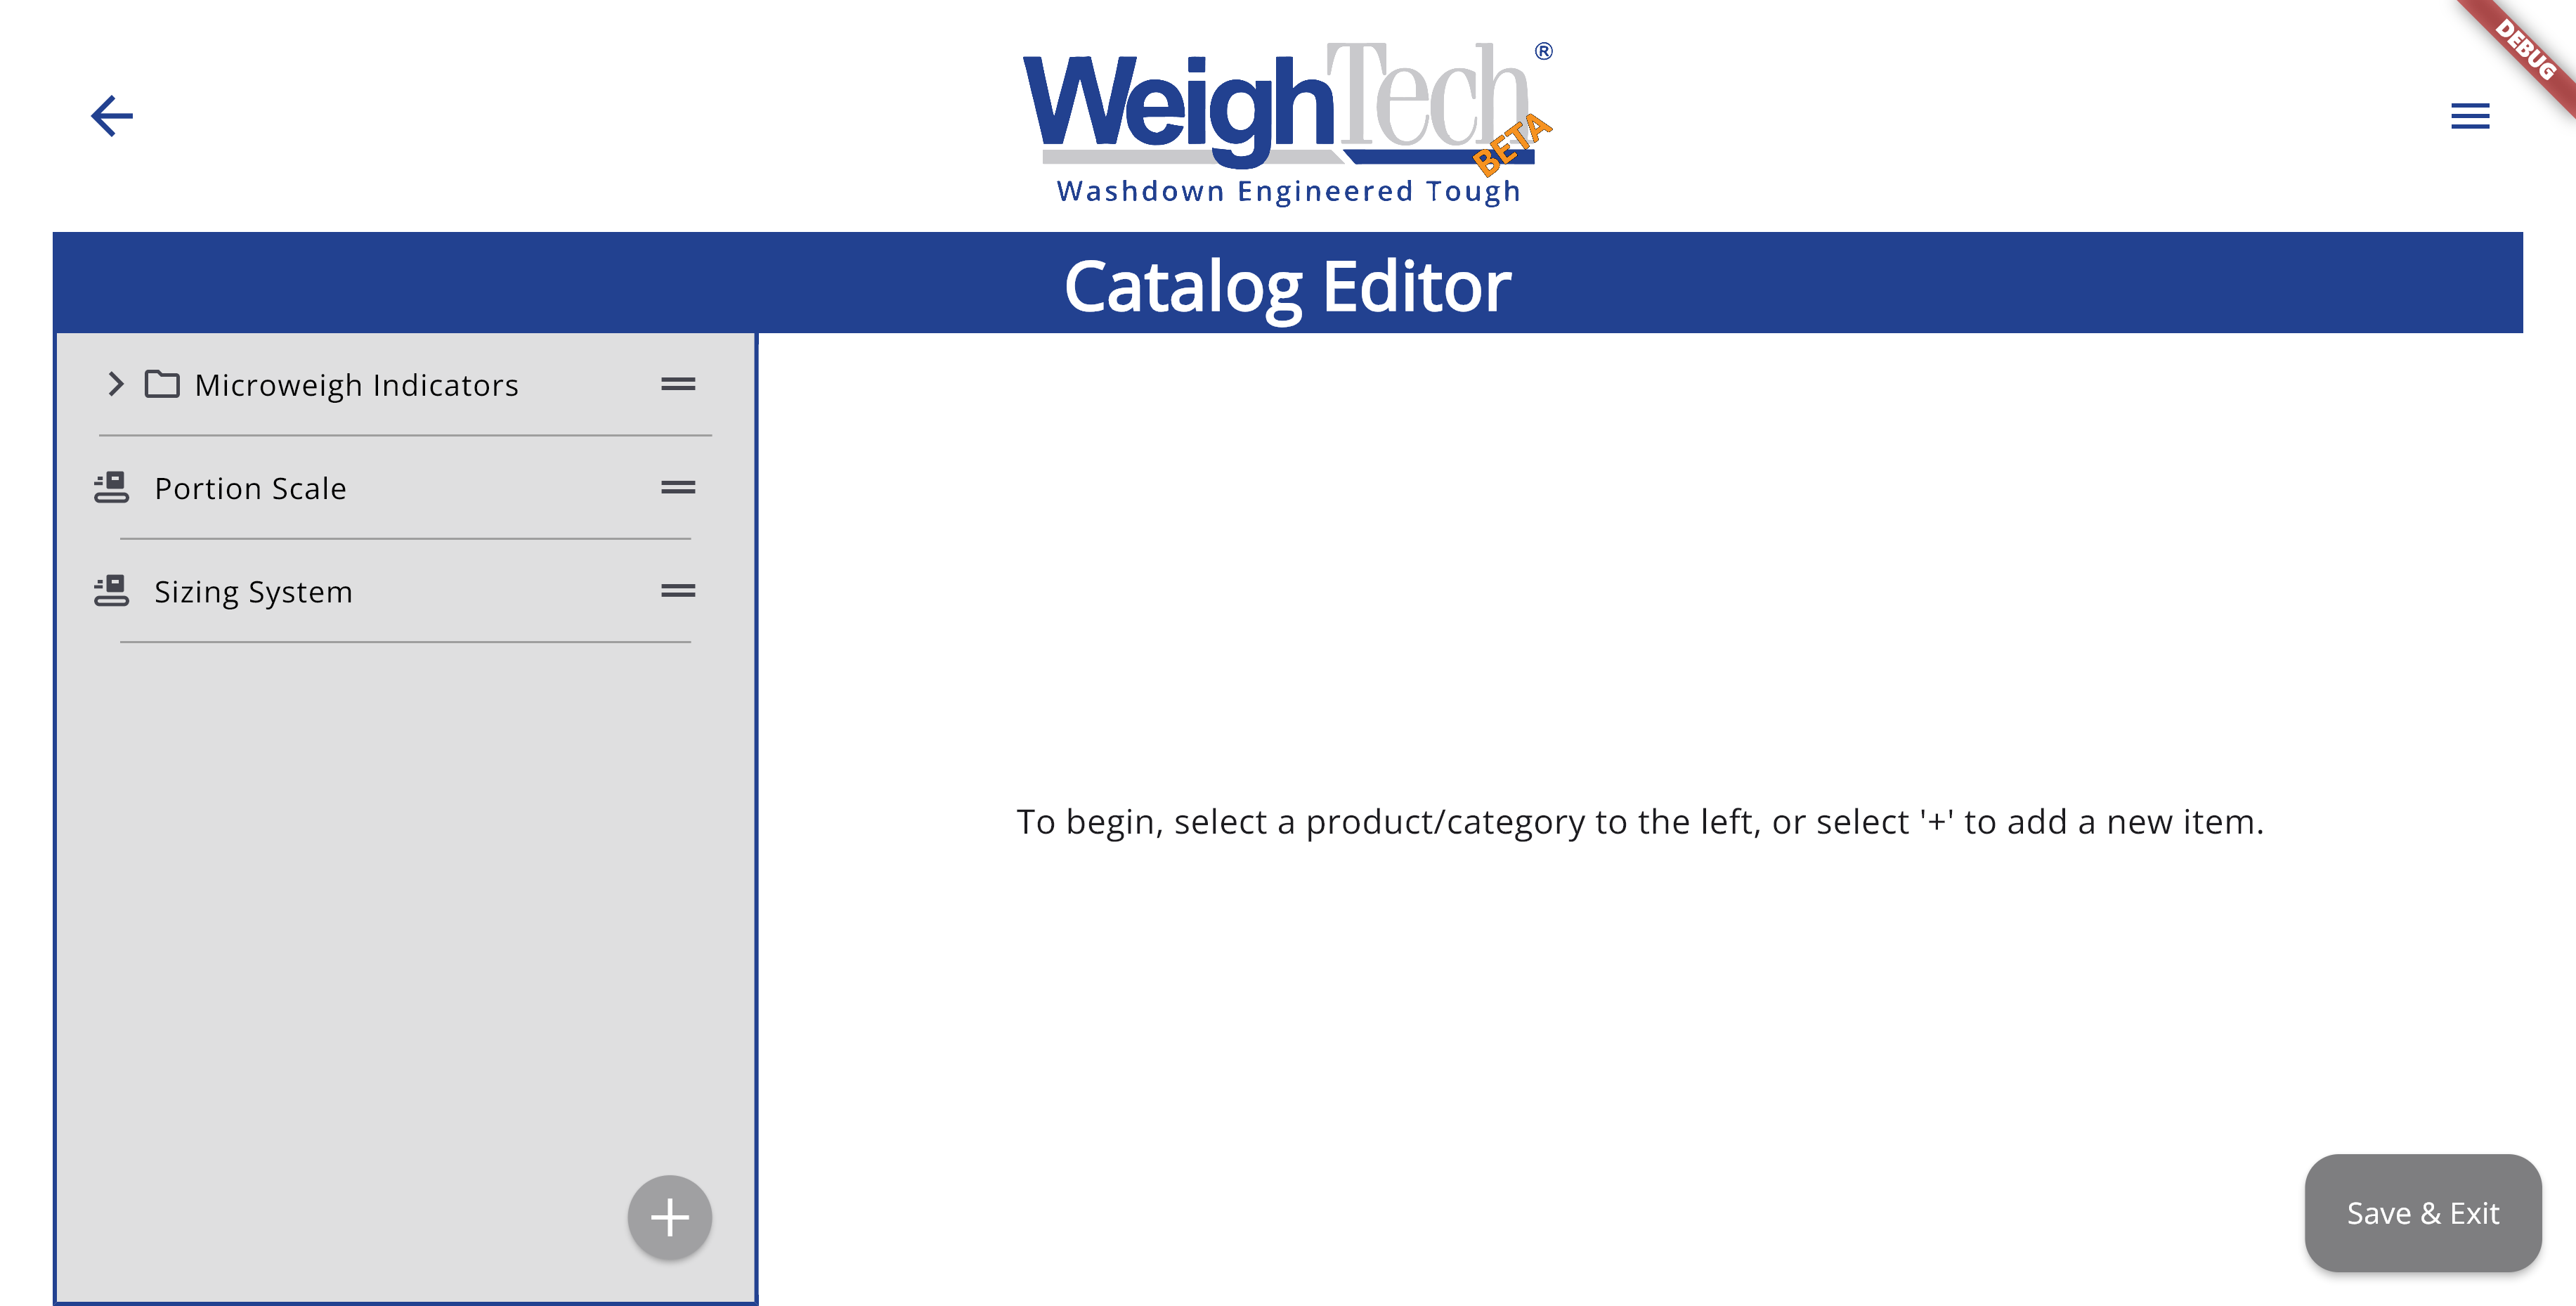 DEBUG
WeighTech®
BETA
Washdown Engineered Tough
Catalog Editor
Microweigh Indicators
Portion Scale
Sizing System
To begin, select a product/category to the left, or select '+' to add a new item.
Save & Exit